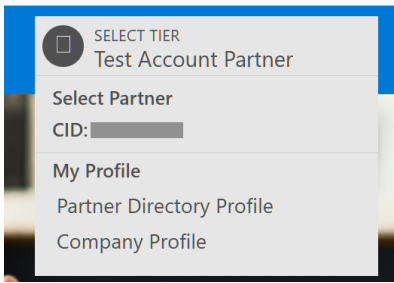 SELECT TIER
Test Account Partner
Select Partner
CID:
My Profile
Partner Directory Profile
Company Profile